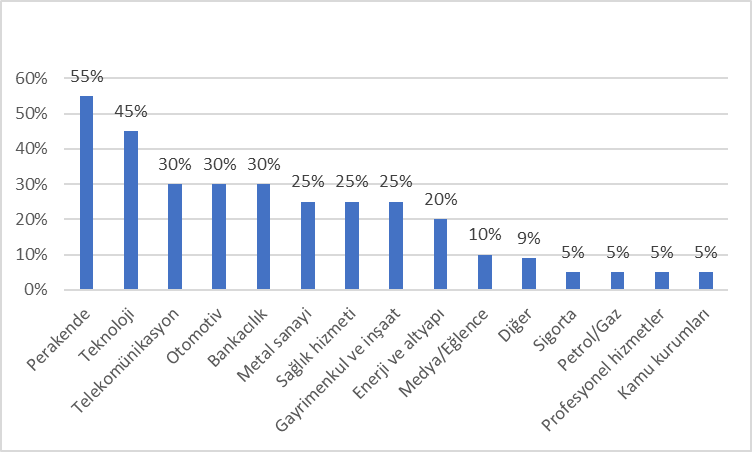 60%
50%
40%
30%
20%
10%
0%
55%
45%
30%
30%
30%
25%
25%
25%
20%
10%
9%
5%
5%
5%
5%
Perakende
Teknoloji
Telekomünikasyon
Otomotiv
Bankacılık
Metal sanayi
Sağlık hizmeti
Gayrimenkul ve inşaat
Enerji ve altyapı
Medya/Eğlence
Diğer
Sigorta
Petrol/Gaz
Profesyonel hizmetler
Kamu kurumları